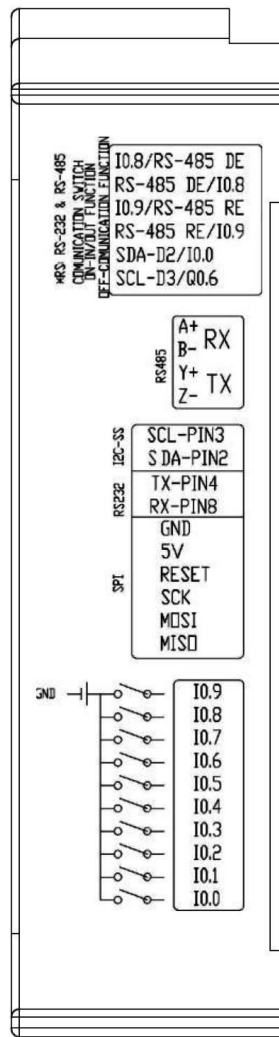 *RS: RS-232 & RS-485
COMUNICATION SWITCH
ON-IN/OUT FUNCTION
OFF-COMUNICATION FUNCTION
I0.8/RS-485 DE
RS-485 DE/I0.8
I0.9/RS-485 RE
RS-485 RE/I0.9
SDA-D2/I0.0
SCL-D3/Q0.6
RS485
A+
B-
RX
Y+
Z-
TX
I2C-SS
SCL-PIN3
SDA-PIN2
RS232
TX-PIN4
RX-PIN8
SPI
GND
5V
RESET
SCK
MOSI
MISO
GND
I0.9
I0.8
I0.7
I0.6
I0.5
I0.4
I0.3
I0.2
I0.1
I0.0